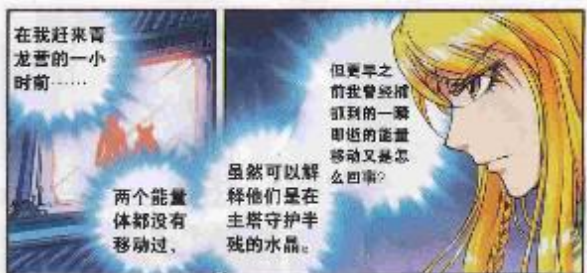 在我赶来青
龙营的一小
时前……
两个能量
体都没有
移动过、
虽然可以解
释他们是在
主塔守护半
残的水晶。
但更早之
前我曾经捕
抓到的一瞬
即逝的能量
移动又是怎
么回事?